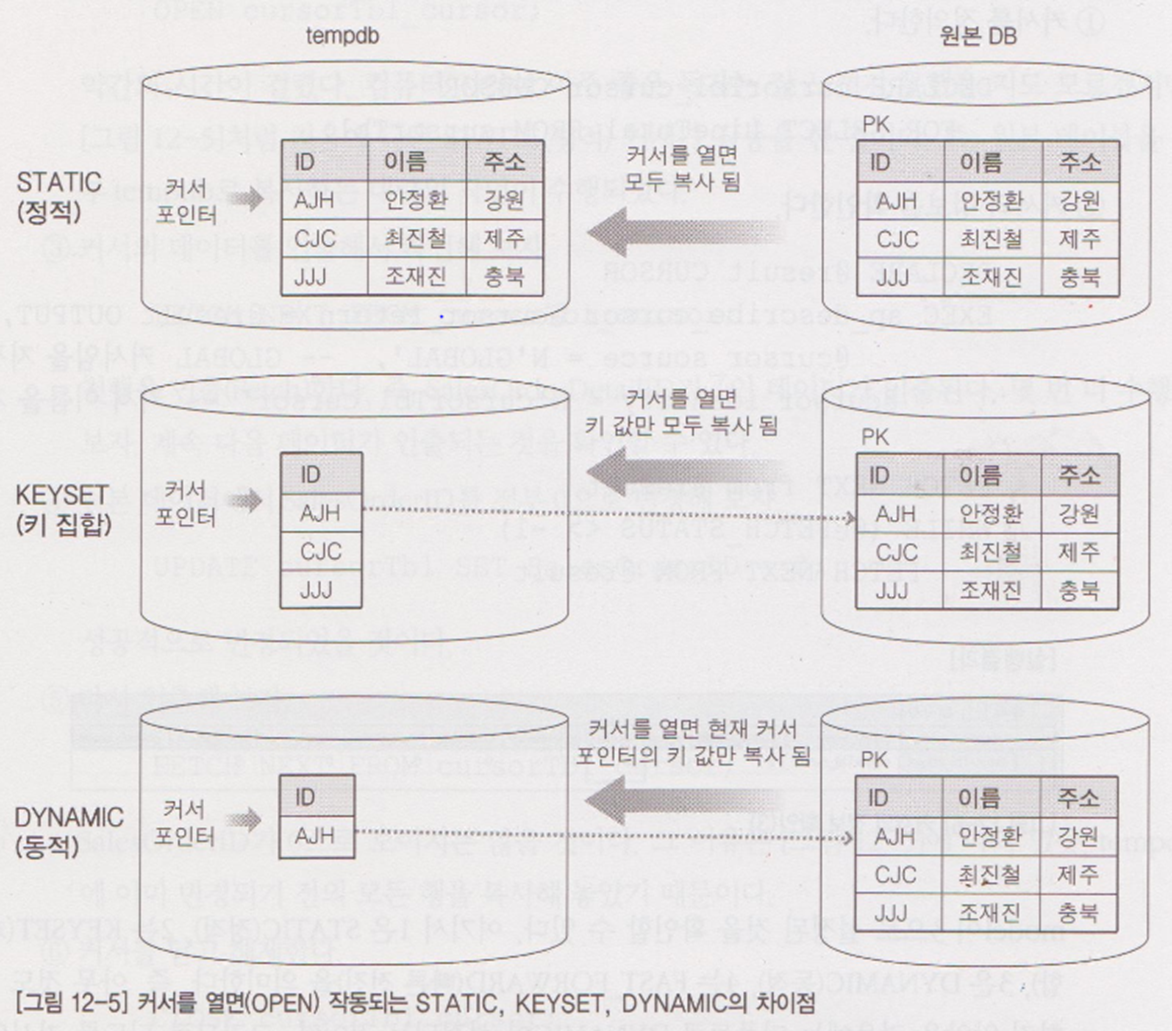 tempdb
원본 DB
STATIC
(정적)
커서
포인터
ID 이름 주소
AJH 안정환 강원
CJC 최진철 제주
JJJ 조재진 충북
커서를 열면
모두 복사 됨
PK
ID 이름 주소
AJH 안정환 강원
CJC 최진철 제주
JJJ 조재진 충북
KEYSET
(키 집합)
커서
포인터
ID
AJH
CJC
JJJ
커서를 열면
키 값만 모두 복사 됨
PK
ID 이름 주소
AJH 안정환 강원
CJC 최진철 제주
JJJ 조재진 충북
DYNAMIC
(동적)
커서
포인터
ID
AJH
커서를 열면 현재 커서
포인터의 키 값만 복사 됨
PK
ID 이름 주소
AJH 안정환 강원
CJC 최진철 제주
JJJ 조재진 충북
[그림 12-5] 커서를 열면(OPEN) 작동되는 STATIC, KEYSET, DYNAMIC의 차이점